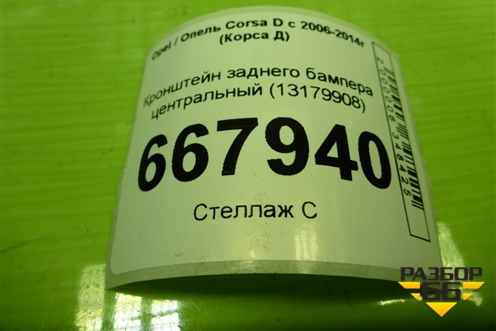 Opel / Опель Corsa D с 2006-2014г
(Корса Д)
Кронштейн заднего бампера
центральный (13179908)
667940
Стеллаж С
РАЗБОР
66